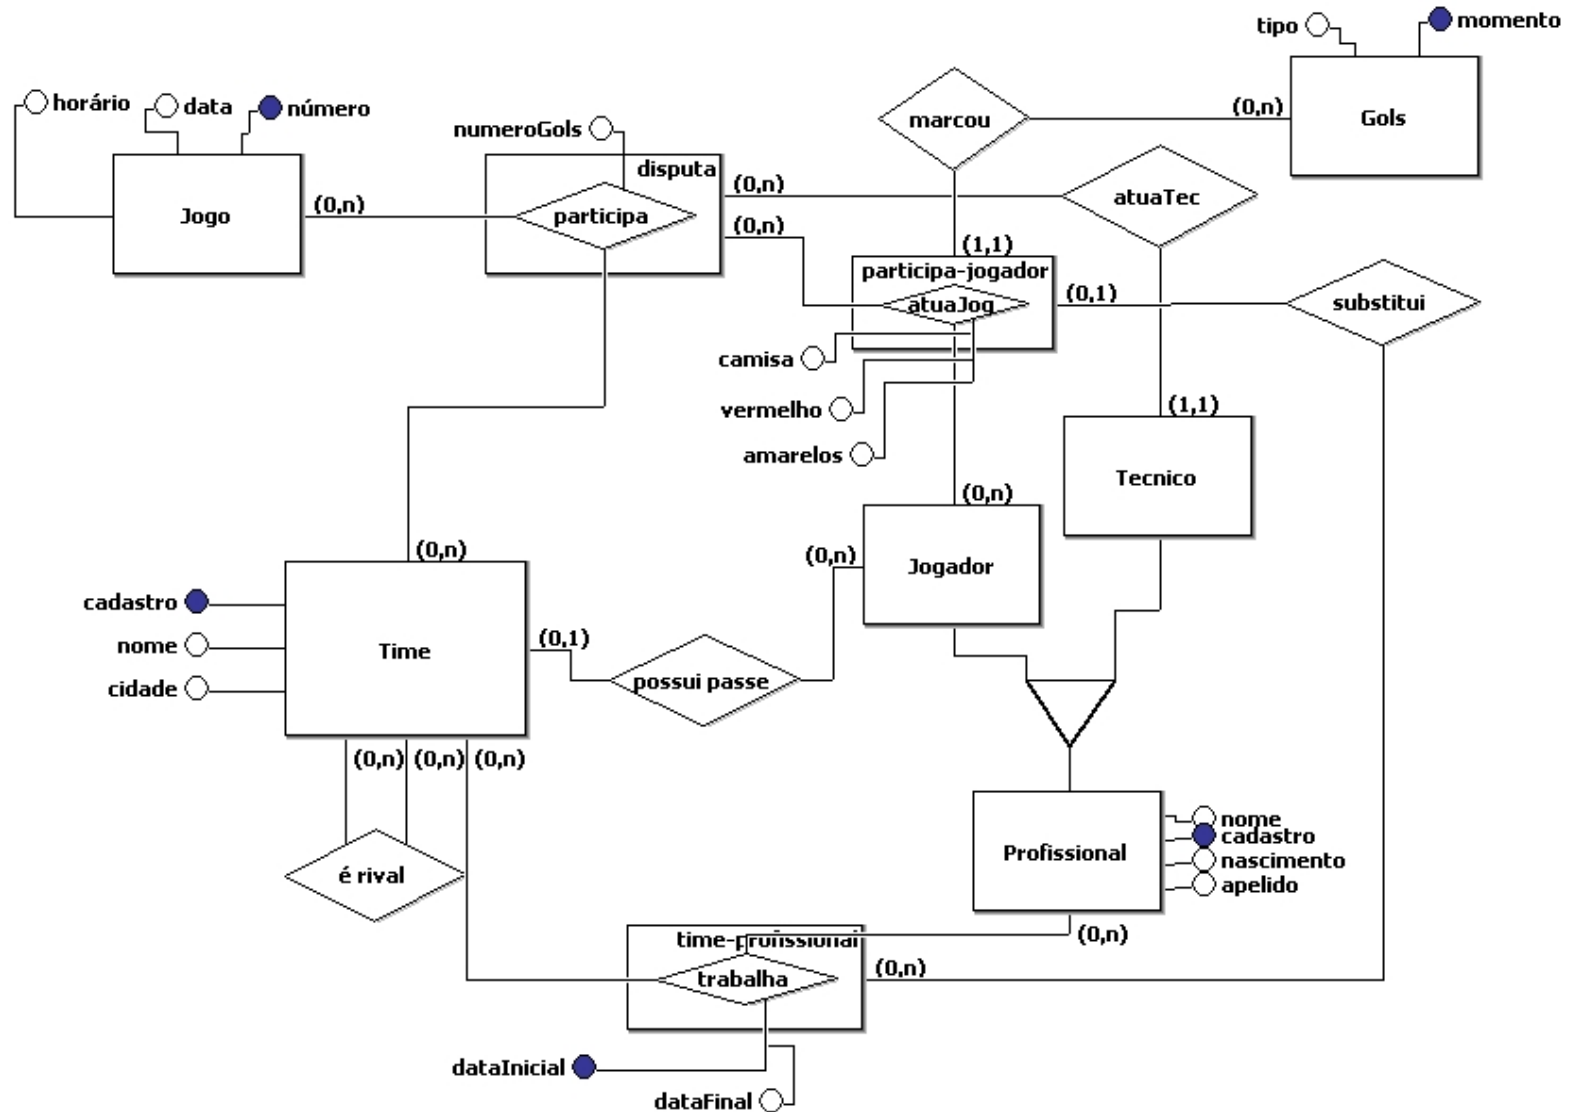 tipo
momento
horário
data
número
numeroGols
marcou
(0,n)
Gols
disputa
(0,n)
atuaTec
Jogo
(0,n)
participa
(0,n)
(1,1)
participa-jogador
atuaJog
(0,1)
substitui
camisa
vermelho
amarelos
(1,1)
Tecnico
(0,n)
(0,n)
(0,n)
Jogador
cadastro
nome
cidade
Time
(0,1)
possui passe
(0,n)
(0,n)
(0,n)
é rival
Profissional
nome
cadastro
nascimento
apelido
(0,n)
time-profissional
trabalha
(0,n)
dataInicial
dataFinal